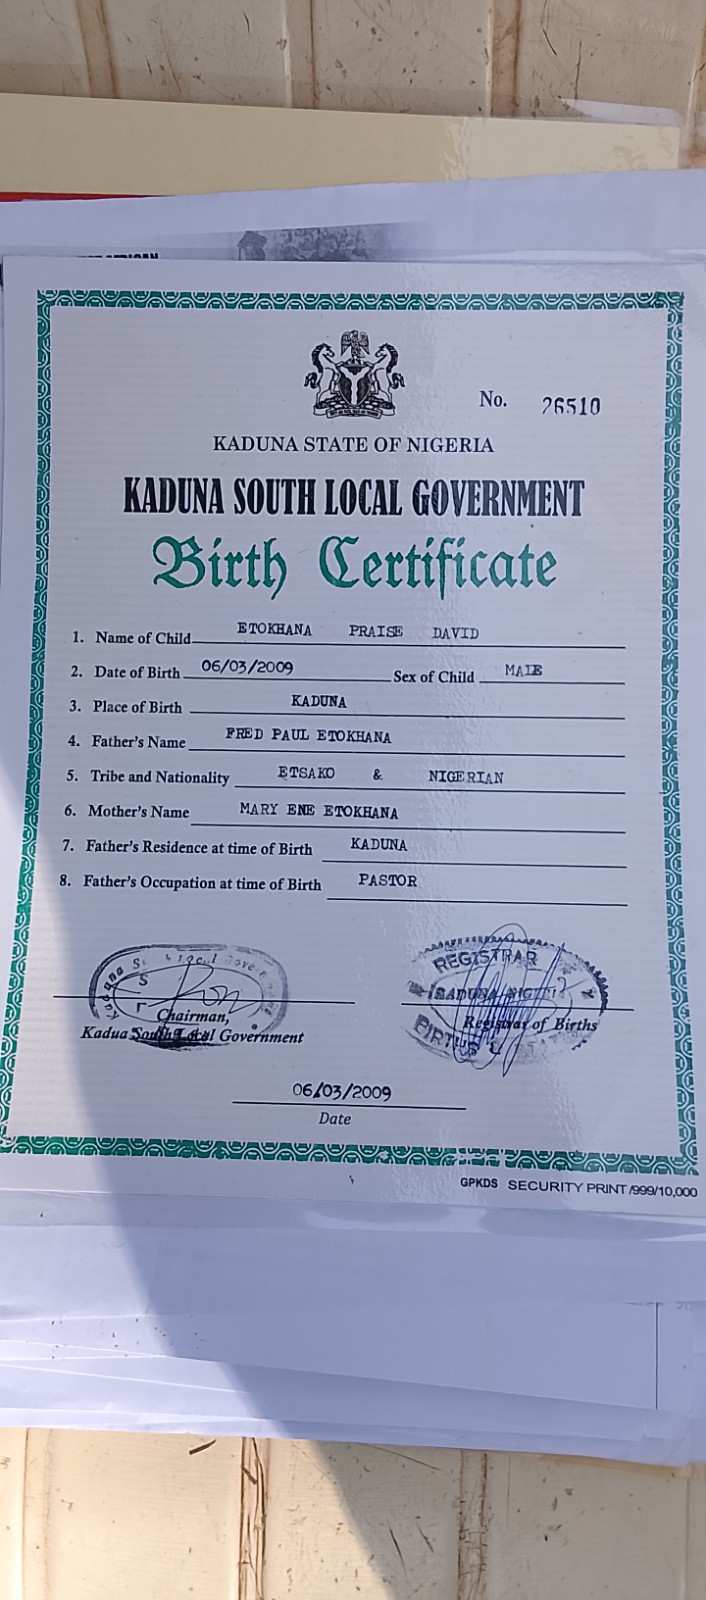 No. 26510
KADUNA STATE OF NIGERIA
KADUNA SOUTH LOCAL GOVERNMENT
Birth Certificate
1. Name of Child ETOKHANA PRAISE DAVID
2. Date of Birth 06/03/2009 Sex of Child MALE
3. Place of Birth KADUNA
4. Father's Name FRED PAUL ETOKHANA
5. Tribe and Nationality ETSAKO & NIGERIAN
6. Mother's Name MARY ENE ETOKHANA
7. Father's Residence at time of Birth KADUNA
8. Father's Occupation at time of Birth PASTOR
REGISTRAR
Chairman,
Kadua South Local Government
Registrar of Births
06/03/2009
Date
GPKDS SECURITY PRINT /999/10,000